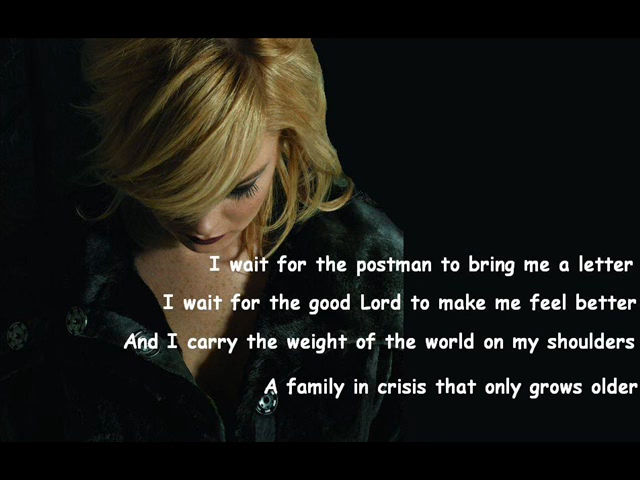 I wait for the postman to bring me a letter
I wait for the good Lord to make me feel better
And I carry the weight of the world on my shoulders
A family in crisis that only grows older